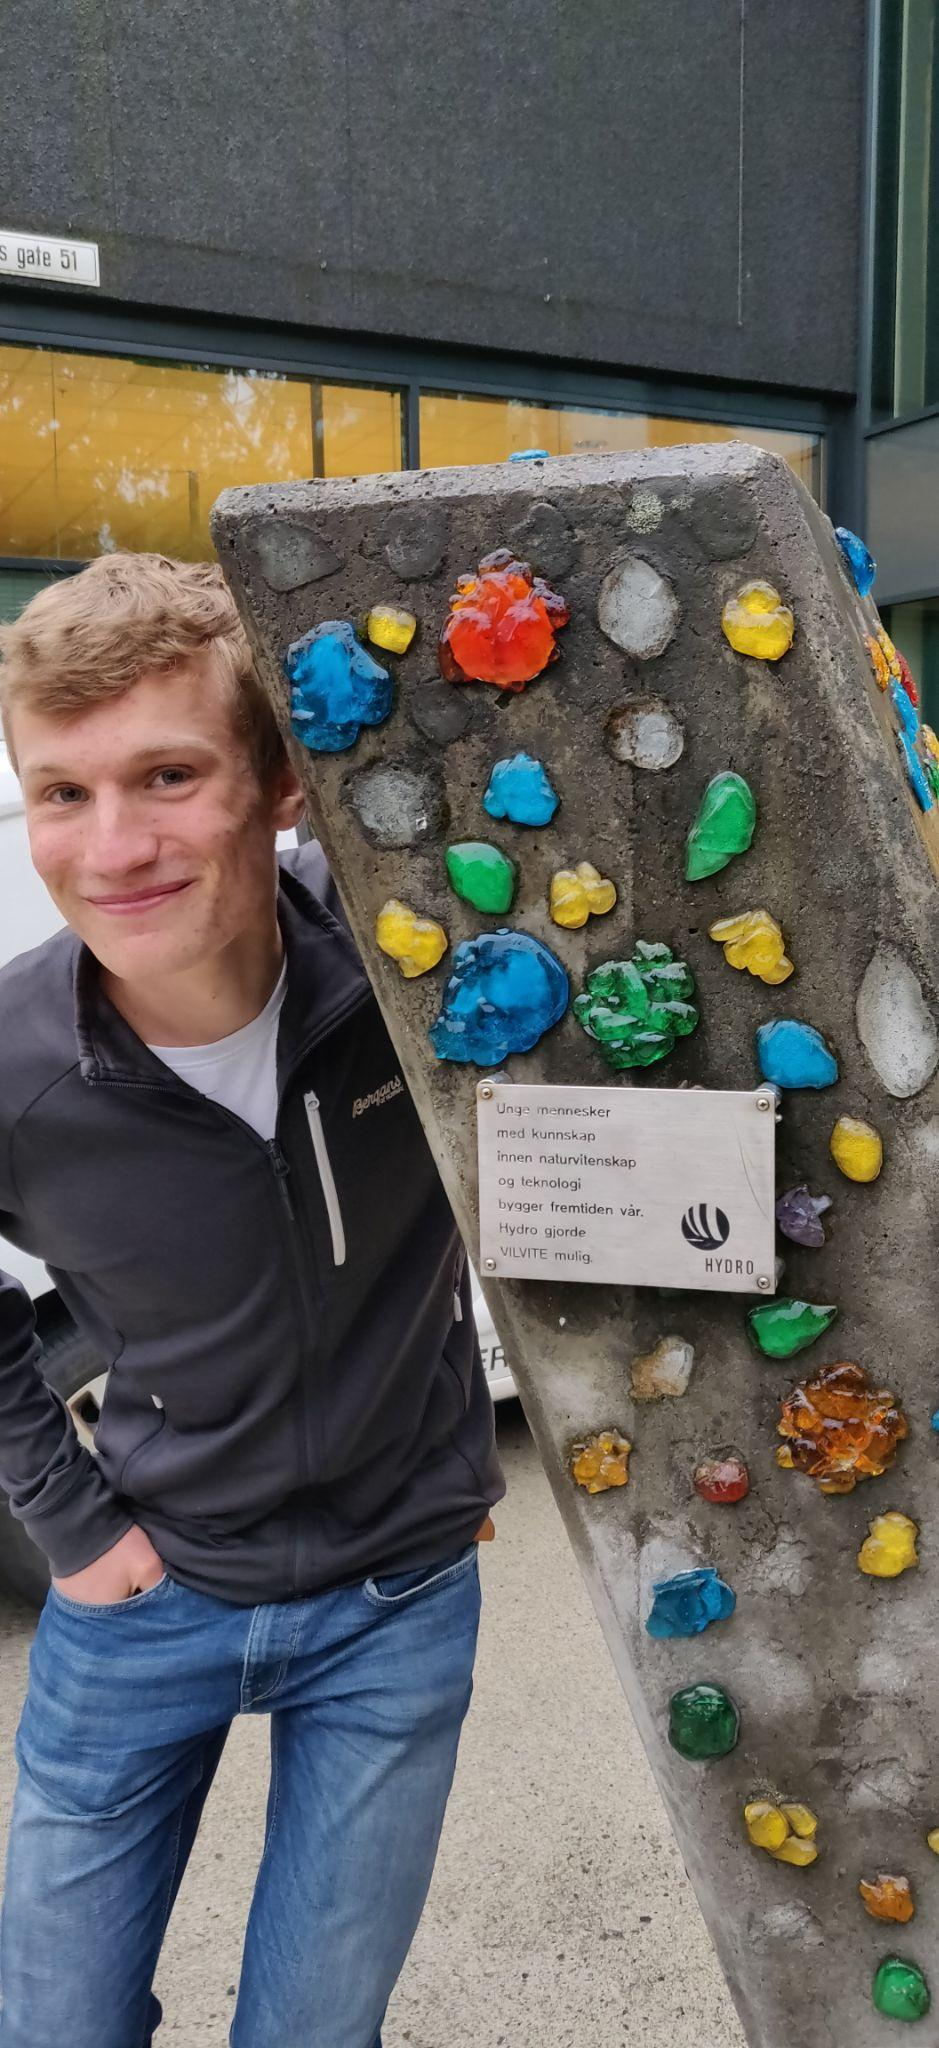 s gate 51
Bergans
Unge mennesker
med kunnskap
innen naturvitenskap
og teknologi
bygger fremtiden vår.
Hydro gjorde
VILVITE mulig.
HYDRO
ER